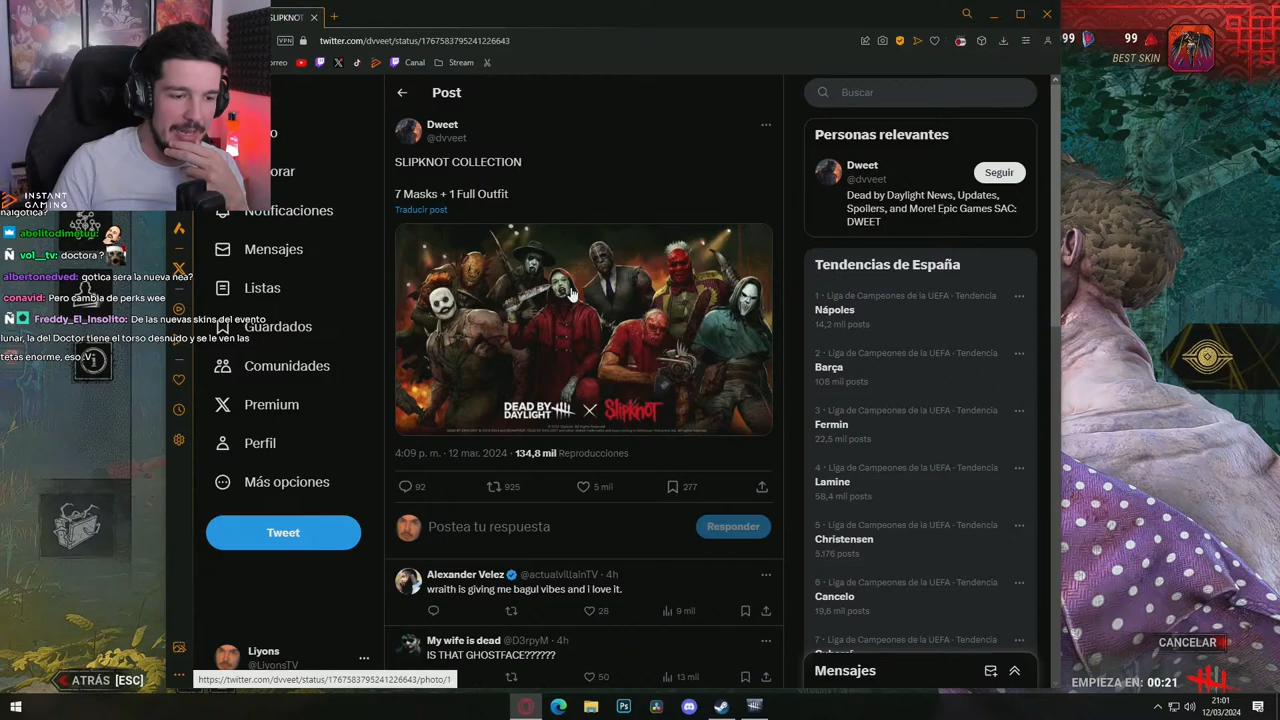 SLIPKNOT
twitter.com/dvveet/status/1767583795241226643
VPN
Correo
Canal
Stream
99
99
BEST SKIN
INSTANT
GAMING
nalgotica?
abelitodimetuu:
vol__tv: doctora ?
albertonedved: gotica sera la nueva nea?
conavid: Pero cambia de perks wee
Freddy_El_Insolito: De las nuevas skins del evento
lunar, la del Doctor tiene el torso desnudo y se le ven las
tetas enorme, eso. V
Notificaciones
Mensajes
Listas
Guardados
Comunidades
Premium
Perfil
Más opciones
Tweet
Liyons
@LiyonsTV
Post
Dweet
@dvveet
SLIPKNOT COLLECTION
7 Masks + 1 Full Outfit
Traducir post
DEAD BY
DAYLIGHT
SLIPKNOT
4:09 p. m. · 12 mar. 2024 · 134,8 mil Reproducciones
92
925
5 mil
277
Postea tu respuesta
Responder
Alexander Velez @actualvillainTV · 4h
wraith is giving me bagul vibes and i love it.
28
9 mil
My wife is dead @D3rpyM · 4h
IS THAT GHOSTFACE??????
50
13 mil
Buscar
Personas relevantes
Dweet
@dvveet
Seguir
Dead by Daylight News, Updates,
Spoilers, and More! Epic Games SAC:
DWEET
Tendencias de España
1 · Liga de Campeones de la UEFA · Tendencia
Nápoles
14,2 mil posts
2 · Liga de Campeones de la UEFA · Tendencia
Barça
108 mil posts
3 · Liga de Campeones de la UEFA · Tendencia
Fermin
22,5 mil posts
4 · Liga de Campeones de la UEFA · Tendencia
Lamine
58,4 mil posts
5 · Liga de Campeones de la UEFA · Tendencia
Christensen
5.176 posts
6 · Liga de Campeones de la UEFA · Tendencia
Cancelo
19,6 mil posts
7 · Liga de Campeones de la UEFA · Tendencia
Mensajes
https://twitter.com/dvveet/status/1767583795241226643/photo/1
ATRÁS [ESC]
CANCELAR
EMPIEZA EN: 00:21
21:01
12/03/2024